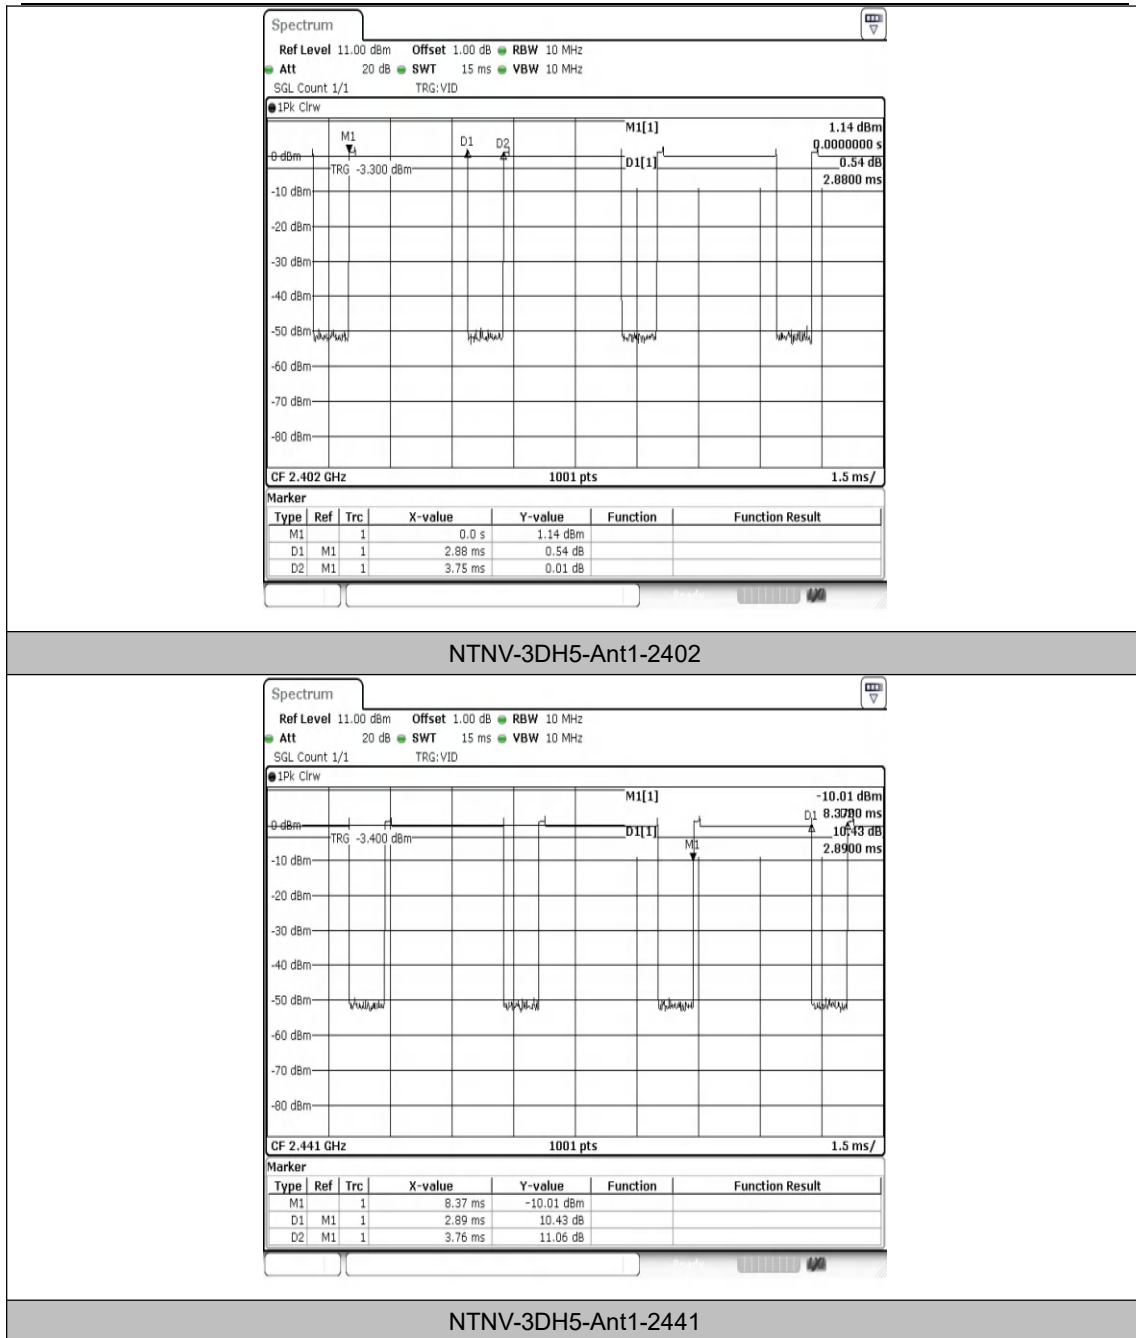 Spectrum
Ref Level 11.00 dBm Offset 1.00 dB RBW 10 MHz
Att 20 dB SWT 15 ms VBW 10 MHz
SGL Count 1/1 TRG:VID
1Pk Clrw
M1[1] 1.14 dBm
0.0000000 s
D1[1] 0.54 dB
2.8800 ms
M1 D1 D2
0 dBm
TRG -3.300 dBm
-10 dBm
-20 dBm
-30 dBm
-40 dBm
-50 dBm
-60 dBm
-70 dBm
-80 dBm
CF 2.402 GHz 1001 pts 1.5 ms/
Marker
Type Ref Trc X-value Y-value Function Function Result
M1 1 0.0 s 1.14 dBm
D1 M1 1 2.88 ms 0.54 dB
D2 M1 1 3.75 ms 0.01 dB
Ready
NTNV-3DH5-Ant1-2402
Spectrum
Ref Level 11.00 dBm Offset 1.00 dB RBW 10 MHz
Att 20 dB SWT 15 ms VBW 10 MHz
SGL Count 1/1 TRG:VID
1Pk Clrw
M1[1] -10.01 dBm
D1 ms
0 dBm
D1[1] 10.43 dB
TRG -3.400 dBm
M1 2.8900 ms
-10 dBm
-20 dBm
-30 dBm
-40 dBm
-50 dBm
-60 dBm
-70 dBm
-80 dBm
CF 2.441 GHz 1001 pts 1.5 ms/
Marker
Type Ref Trc X-value Y-value Function Function Result
M1 1 8.37 ms -10.01 dBm
D1 M1 1 2.89 ms 10.43 dB
D2 M1 1 3.76 ms 11.06 dB
Ready
NTNV-3DH5-Ant1-2441